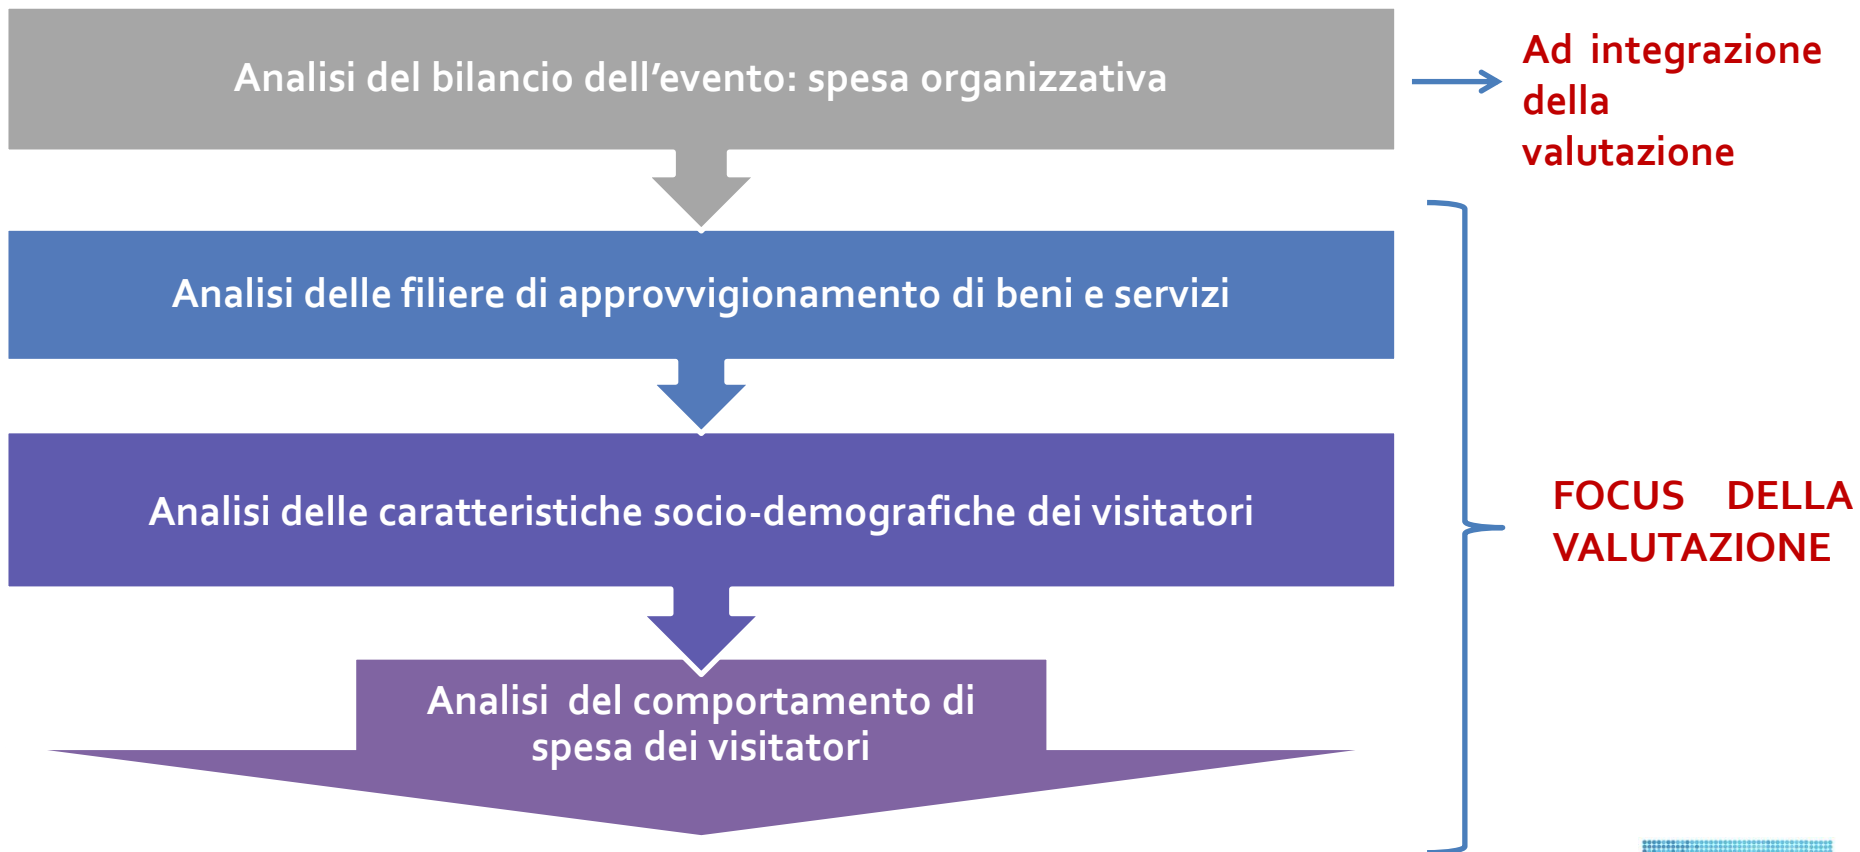 Analisi del bilancio dell’evento: spesa organizzativa
Ad integrazione
della
valutazione
Analisi delle filiere di approvvigionamento di beni e servizi
Analisi delle caratteristiche socio-demografiche dei visitatori
FOCUS DELLA
VALUTAZIONE
Analisi del comportamento di
spesa dei visitatori